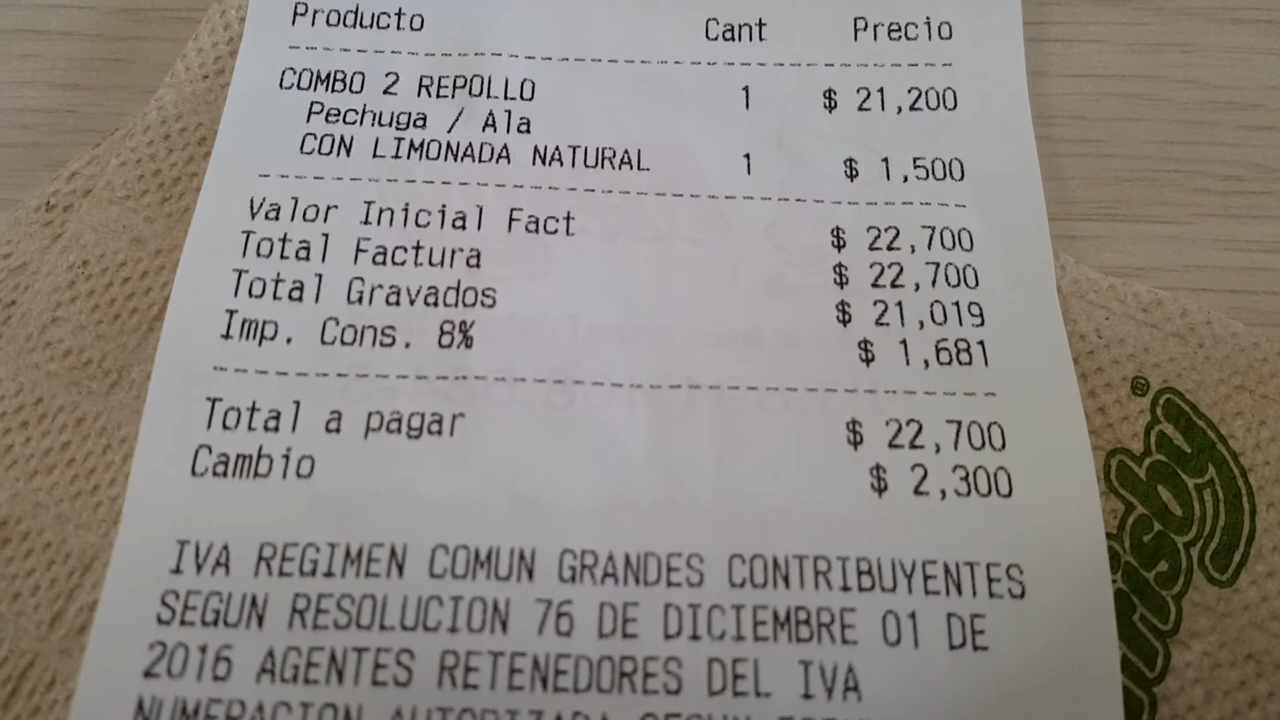 Producto Cant Precio
COMBO 2 REPOLLO 1 $ 21,200
Pechuga / Ala
CON LIMONADA NATURAL 1 $ 1,500
Valor Inicial Fact $ 22,700
Total Factura $ 22,700
Total Gravados $ 21,019
Imp. Cons. 8% $ 1,681
Total a pagar $ 22,700
Cambio $ 2,300
IVA REGIMEN COMUN GRANDES CONTRIBUYENTES
SEGUN RESOLUCION 76 DE DICIEMBRE 01 DE
2016 AGENTES RETENEDORES DEL IVA
NUMERACION AUTORIZADA SEGUN